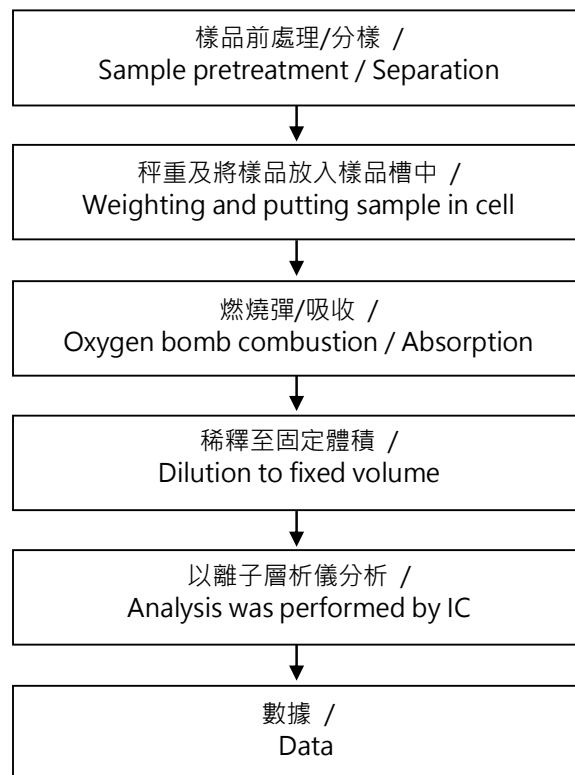 樣品前處理/分樣 /
Sample pretreatment / Separation
秤重及將樣品放入樣品槽中 /
Weighting and putting sample in cell
燃燒彈/吸收 /
Oxygen bomb combustion / Absorption
稀釋至固定體積 /
Dilution to fixed volume
以離子層析儀分析 /
Analysis was performed by IC
數據 /
Data